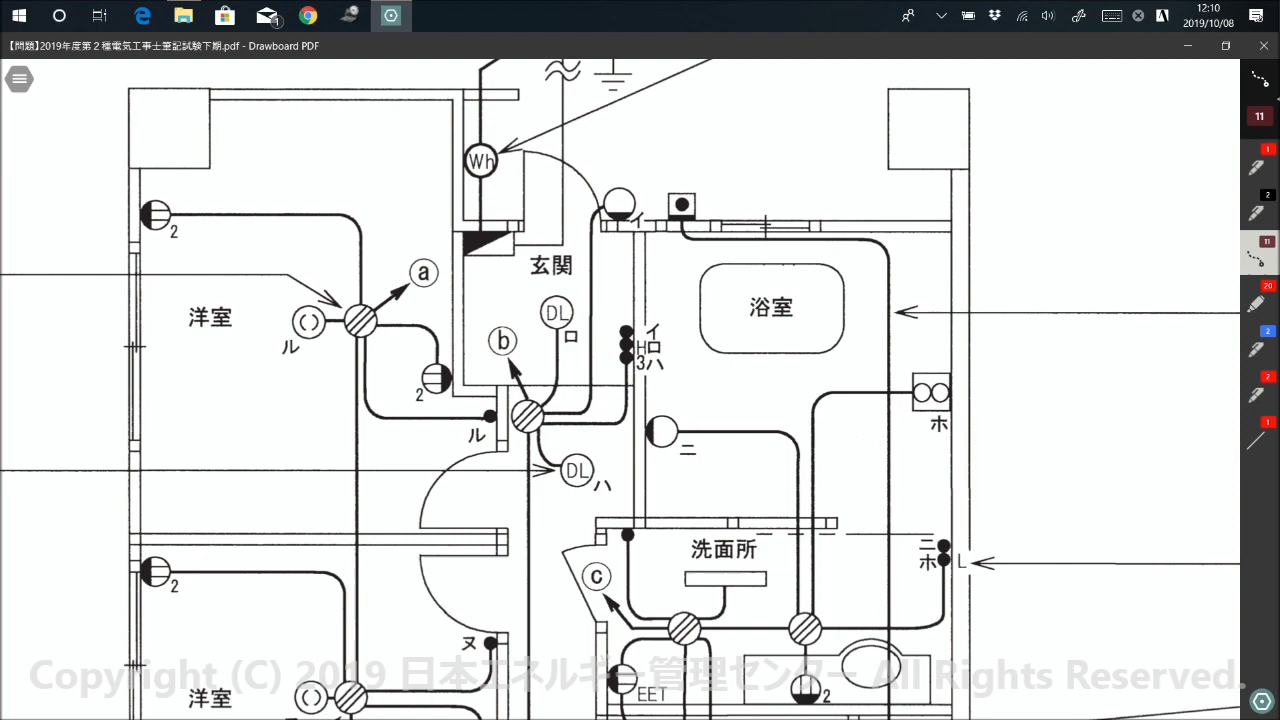 12:10
2019/10/08
【問題】2019年度第２種電気工事士筆記試験下期.pdf - Drawboard PDF
1
A
11
1
2
11
20
2
2
1
Wh
イ
2
a
玄関
洋室
ル
DL
ロ
浴室
b
イ
H ロ
3 ハ
2
ル
ホ
ニ
DL
ハ
洗面所
ニ
ホ
L
2
c
ヌ
Copyright (C) 2019 日本エネルギー管理センター All Rights Reserved.
洋室
EET
2